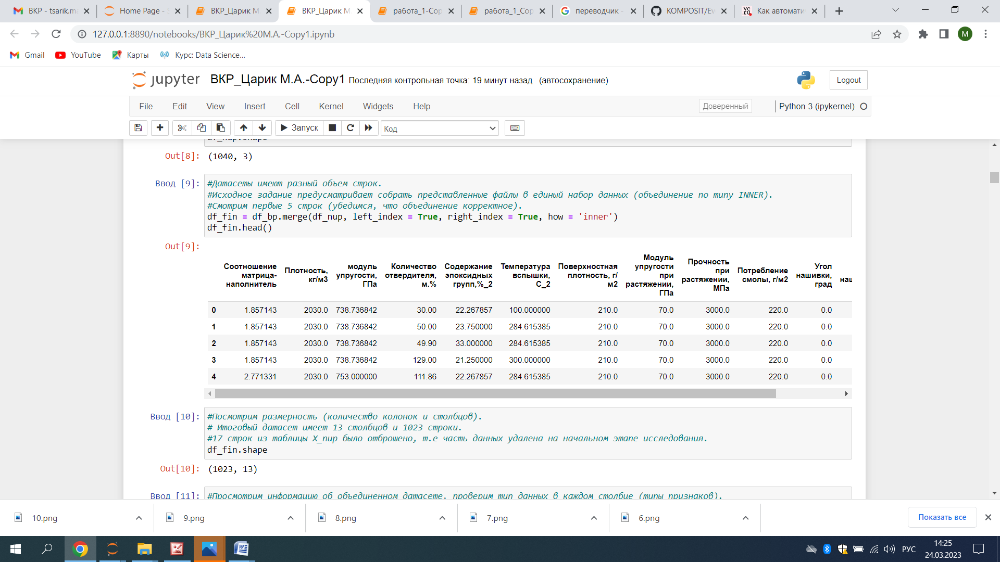 ВКР - tsarik.ma
Home Page - S
ВКР_Царик М
ВКР_Царик М
работа_1-Cop
работа_1_Cop
переводчик -
KOMPOSIT/Ev
Как автомати
127.0.0.1:8890/notebooks/ВКР_Царик%20М.А.-Copy1.ipynb
M
Gmail
YouTube
Карты
Курс: Data Science...
jupyter
ВКР_Царик М.А.-Copy1 Последняя контрольная точка: 19 минут назад (автосохранение)
Logout
File Edit View Insert Cell Kernel Widgets Help
Доверенный
Python 3 (ipykernel)
Запуск
Код
df_nup.shape
Out[8]: (1040, 3)
Ввод [9]:
#Датасеты имеют разный объем строк.
#Исходное задание предусматривает собрать представленные файлы в единый набор данных (объединение по типу INNER).
#Смотрим первые 5 строк (убедимся, что объединение корректное).
df_fin = df_bp.merge(df_nup, left_index = True, right_index = True, how = 'inner')
df_fin.head()
Out[9]:
Соотношение матрица-наполнитель Плотность, кг/м3 модуль упругости, ГПа Количество отвердителя, м.% Содержание эпоксидных групп,%_2 Температура вспышки, С_2 Поверхностная плотность, г/м2 Модуль упругости при растяжении, ГПа Прочность при растяжении, МПа Потребление смолы, г/м2 Угол нашивки, град наш
0 1.857143 2030.0 738.736842 30.00 22.267857 100.000000 210.0 70.0 3000.0 220.0 0.0
1 1.857143 2030.0 738.736842 50.00 23.750000 284.615385 210.0 70.0 3000.0 220.0 0.0
2 1.857143 2030.0 738.736842 49.90 33.000000 284.615385 210.0 70.0 3000.0 220.0 0.0
3 1.857143 2030.0 738.736842 129.00 21.250000 300.000000 210.0 70.0 3000.0 220.0 0.0
4 2.771331 2030.0 753.000000 111.86 22.267857 284.615385 210.0 70.0 3000.0 220.0 0.0
Ввод [10]:
#Посмотрим размерность (количество колонок и столбцов).
# Итоговый датасет имеет 13 столбцов и 1023 строки.
#17 строк из таблицы X_nup было отброшено, т.е часть данных удалена на начальном этапе исследования.
df_fin.shape
Out[10]: (1023, 13)
Ввод [11]:
#Просмотрим информацию об объединенном датасете, проверим тип данных в каждом столбце (типы признаков).
10.png
9.png
8.png
7.png
6.png
Показать все
РУС
14:25
24.03.2023